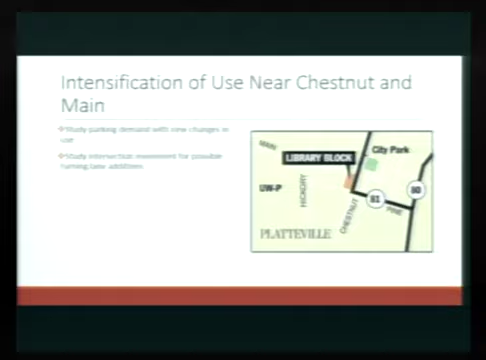 Intensification of Use Near Chestnut and
Main
Study parking demand with new changes in
use
Study intersection movement for possible
turning lane additions
MAIN
LIBRARY BLOCK
City Park
UW-P
HICKORY
CHESTNUT
81
80
PINE
PLATTEVILLE